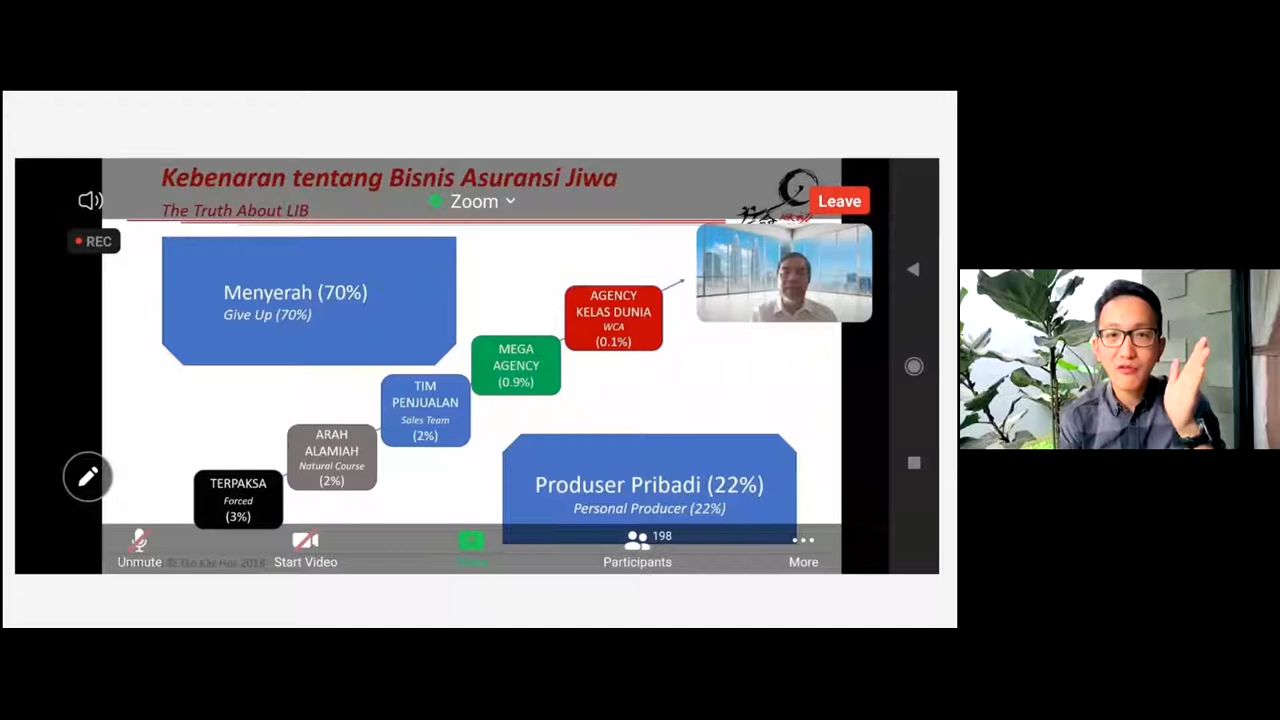 Kebenaran tentang Bisnis Asuransi Jiwa
The Truth About LIB
Zoom
Leave
REC
Menyerah (70%)
Give Up (70%)
AGENCY
KELAS DUNIA
WCA
(0.1%)
MEGA
AGENCY
(0.9%)
TIM
PENJUALAN
Sales Team
(2%)
ARAH
ALAMIAH
Natural Course
(2%)
TERPAKSA
Forced
(3%)
Produser Pribadi (22%)
Personal Producer (22%)
198
Unmute
Start Video
Participants
More